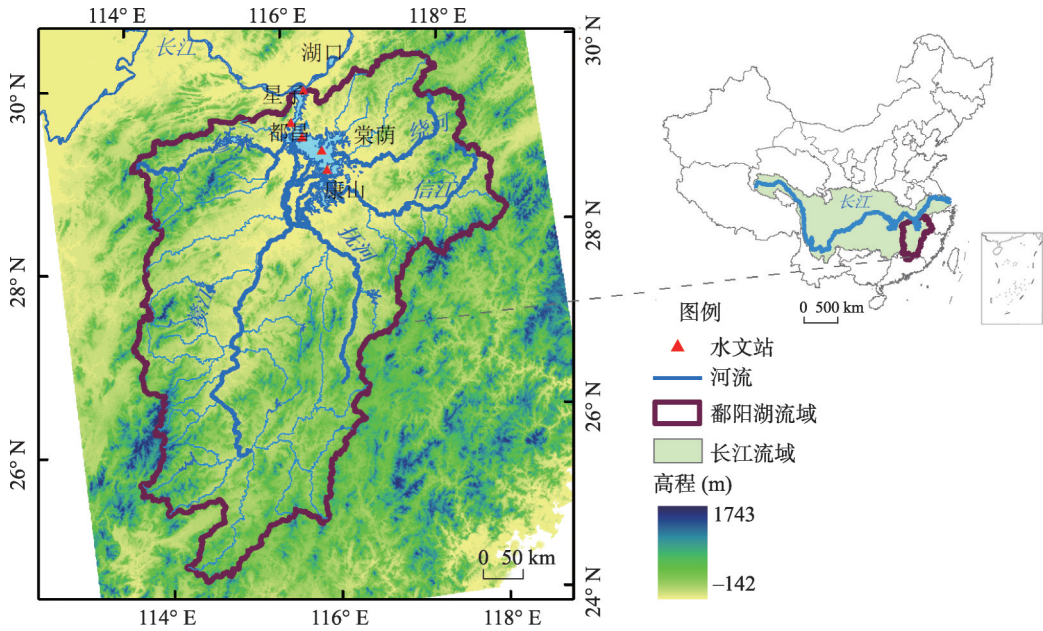 114° E
116° E
118° E
30° N
28° N
26° N
30° N
28° N
26° N
24° N
114° E
116° E
118° E
长江
湖口
星子
都昌
棠荫
康山
绕河
信江
抚河
赣江
0 50 km
长江
0 500 km
图例
水文站
河流
鄱阳湖流域
长江流域
高程 (m)
1743
–142